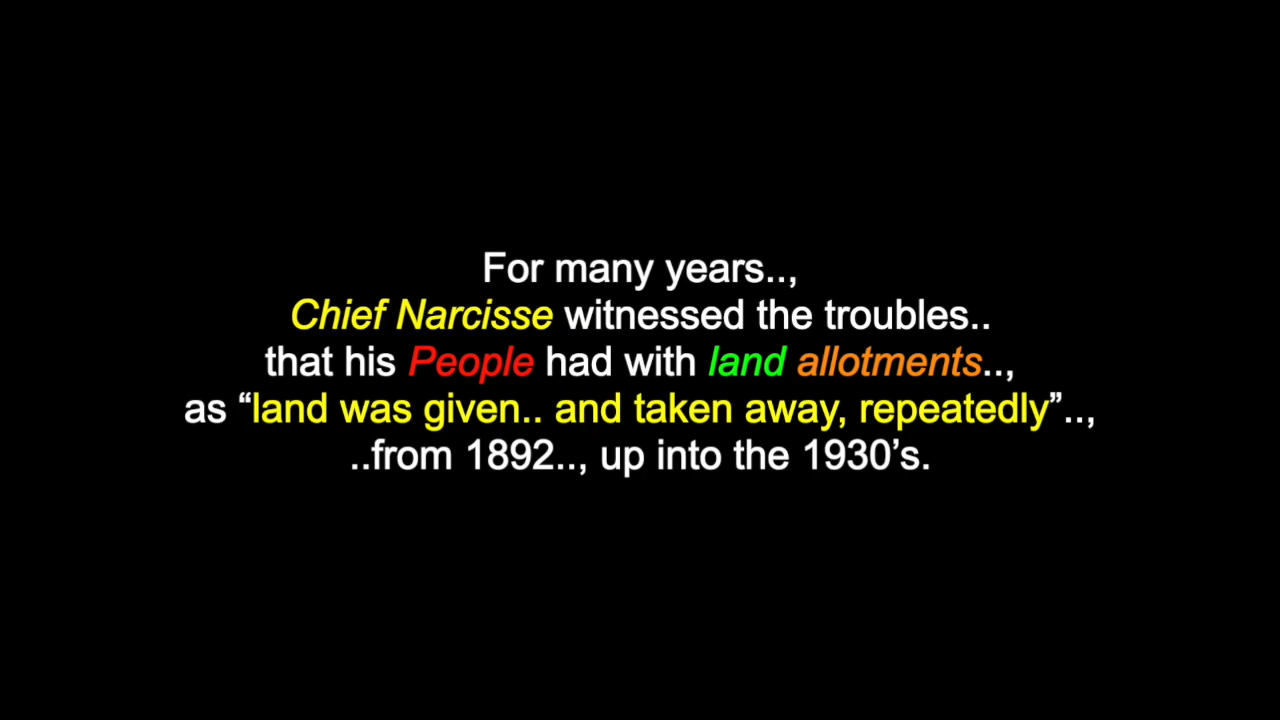 For many years..,
Chief Narcisse witnessed the troubles..
that his People had with land allotments..,
as “land was given.. and taken away, repeatedly”..,
..from 1892.., up into the 1930’s.